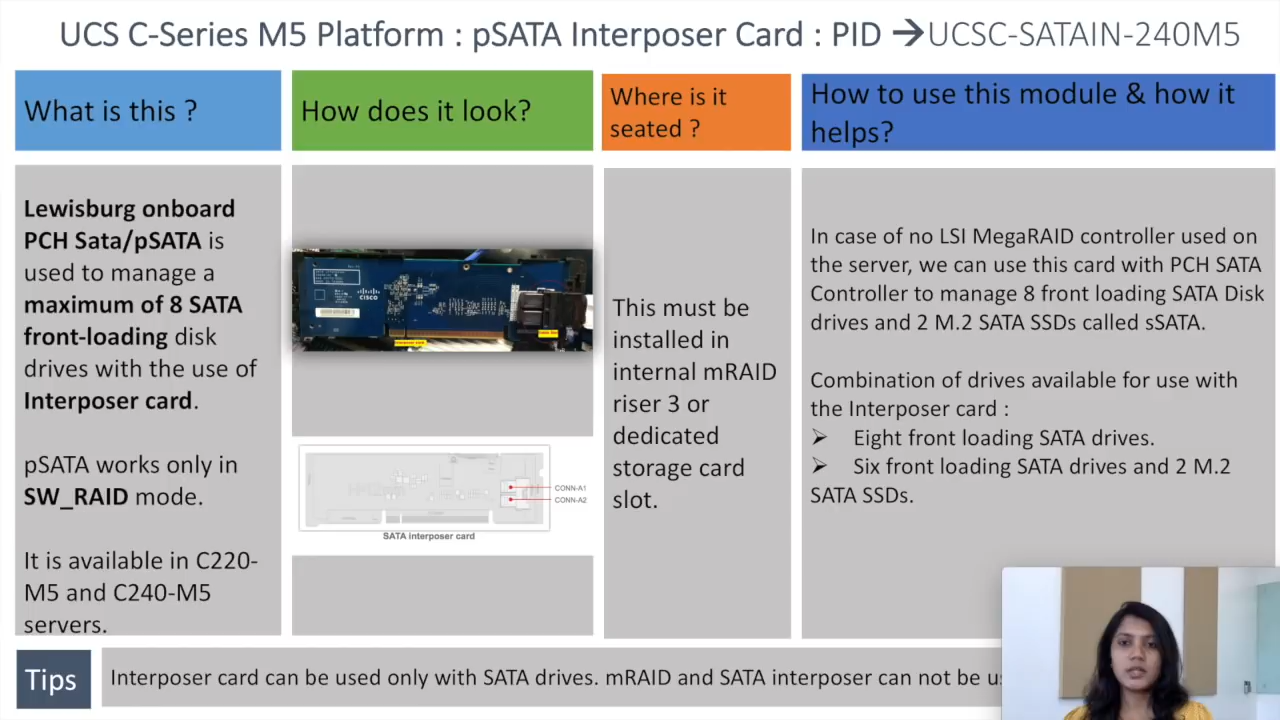 UCS C-Series M5 Platform : pSATA Interposer Card : PID ➔UCSC-SATAIN-240M5
What is this ?
How does it look?
Where is it
seated ?
How to use this module & how it
helps?
Lewisburg onboard
PCH Sata/pSATA is
used to manage a
maximum of 8 SATA
front-loading disk
drives with the use of
Interposer card.
pSATA works only in
SW_RAID mode.
It is available in C220-
M5 and C240-M5
servers.
CISCO
Interposer card
CONN-A1
CONN-A2
SATA interposer card
This must be
installed in
internal mRAID
riser 3 or
dedicated
storage card
slot.
In case of no LSI MegaRAID controller used on
the server, we can use this card with PCH SATA
Controller to manage 8 front loading SATA Disk
drives and 2 M.2 SATA SSDs called sSATA.
Combination of drives available for use with
the Interposer card :
➢ Eight front loading SATA drives.
➢ Six front loading SATA drives and 2 M.2
SATA SSDs.
Tips
Interposer card can be used only with SATA drives. mRAID and SATA interposer can not be